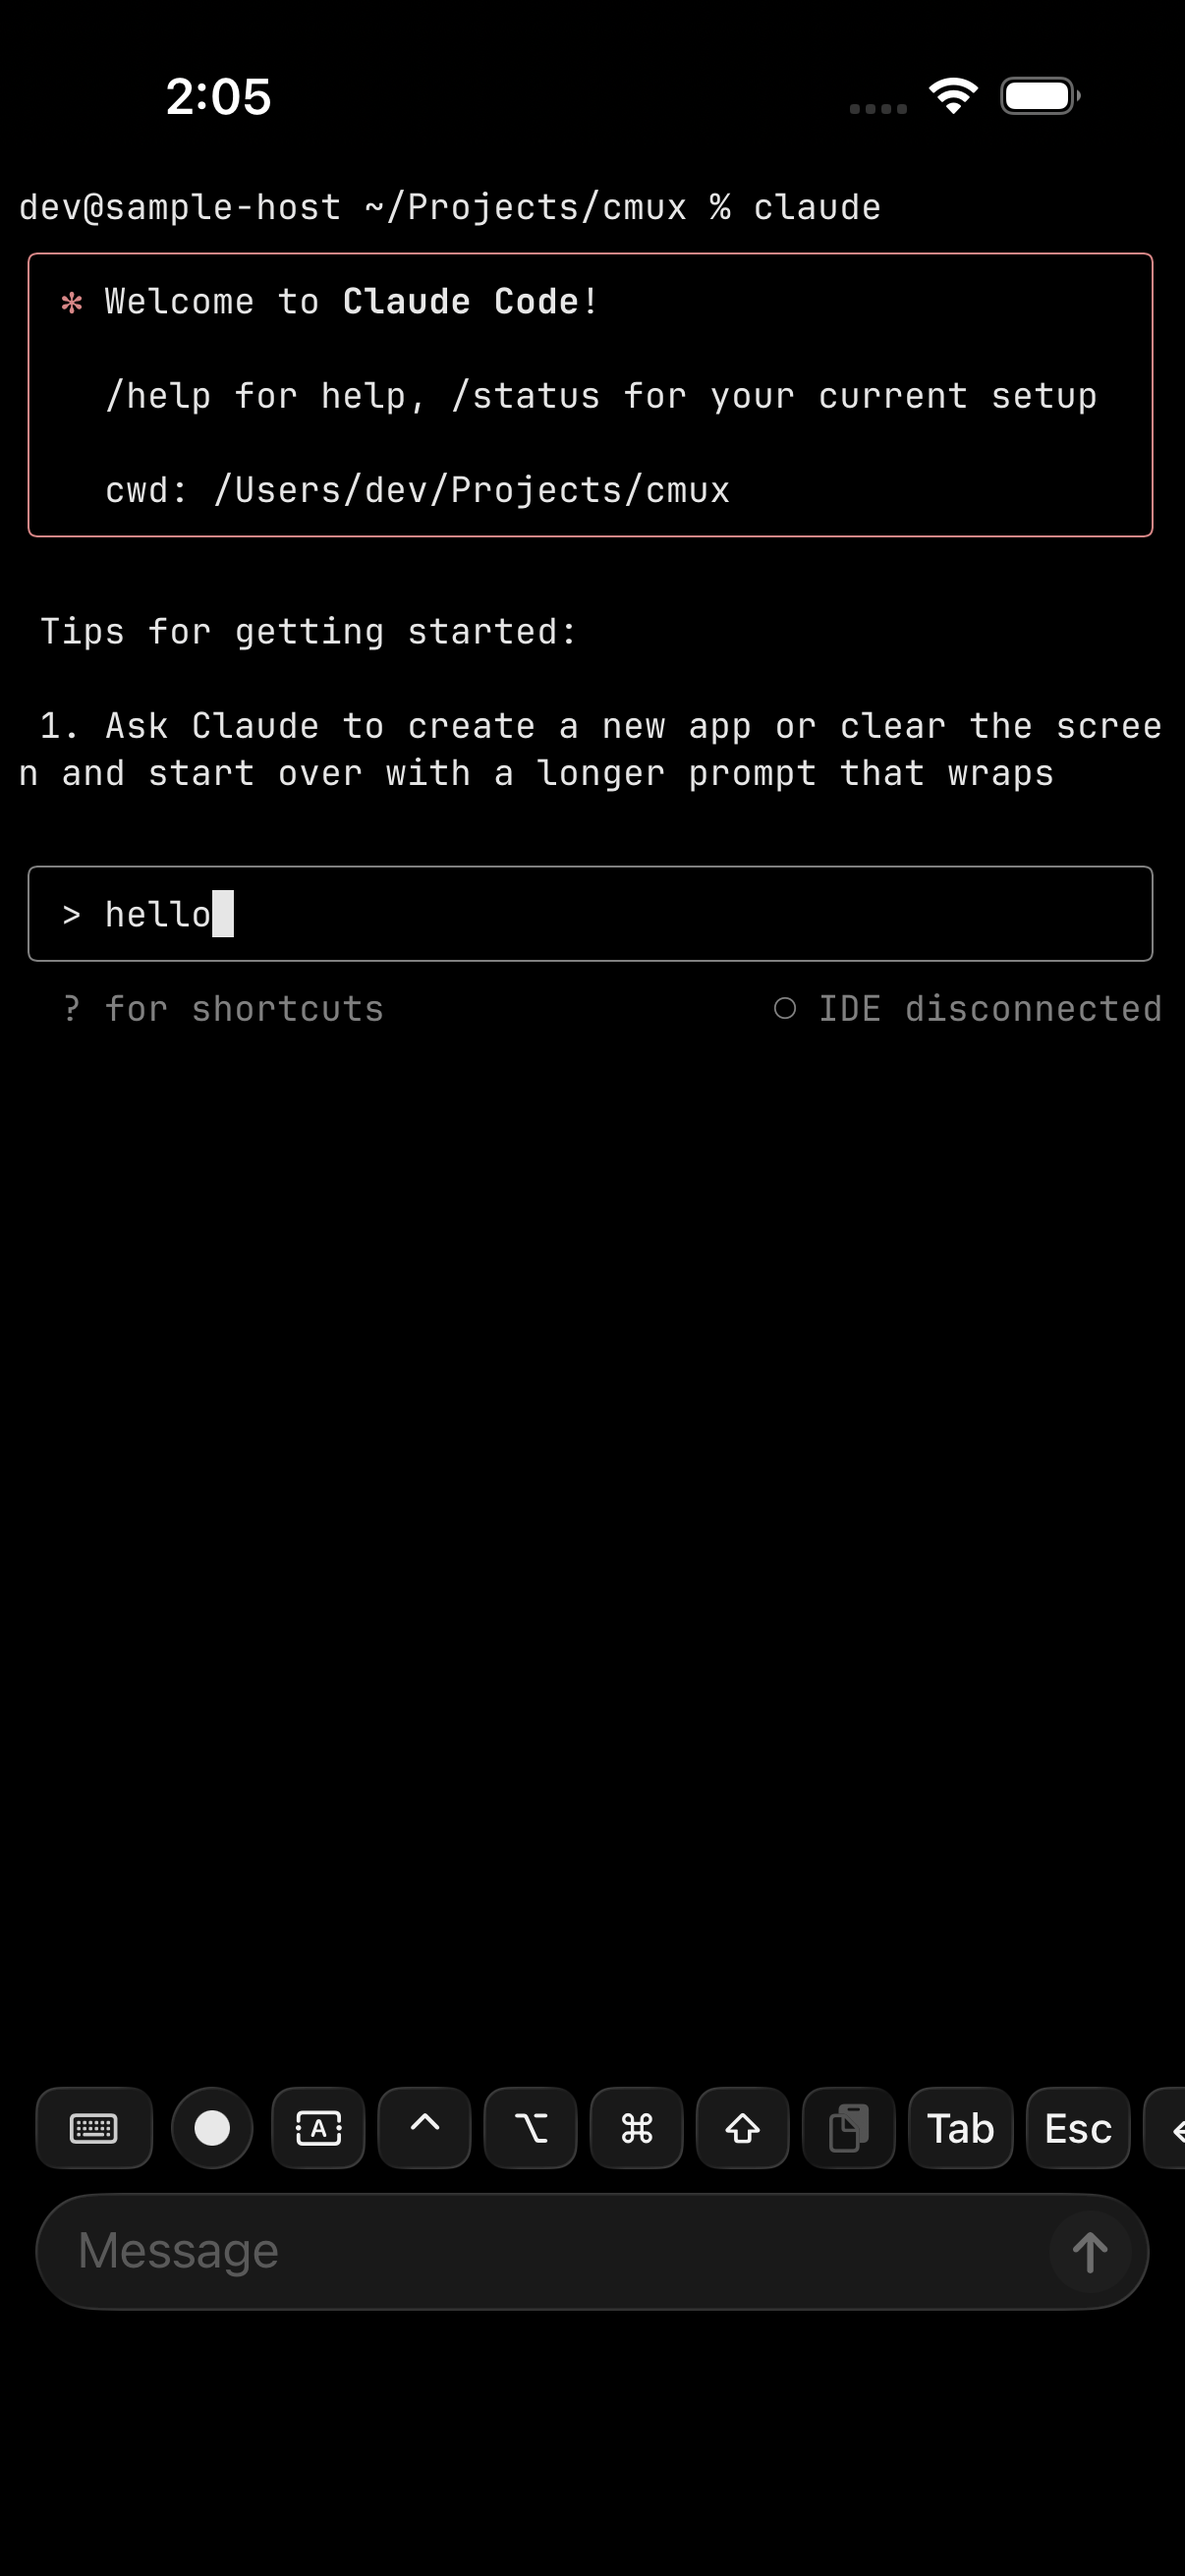 2:05
dev@sample-host ~/Projects/cmux % claude
✻ Welcome to Claude Code!
/help for help, /status for your current setup
cwd: /Users/dev/Projects/cmux
Tips for getting started:
1. Ask Claude to create a new app or clear the scree
n and start over with a longer prompt that wraps
> hello
? for shortcuts ○ IDE disconnected
A ^ ⌥ ⌘ Tab Esc
Message